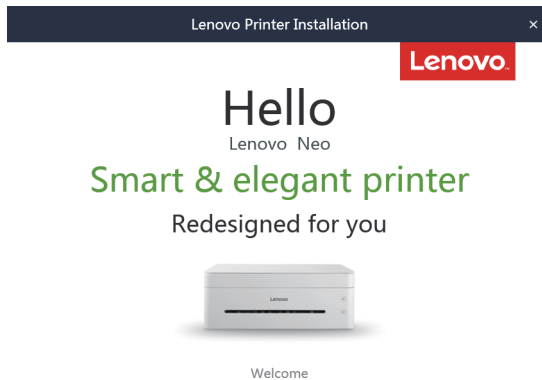 Lenovo Printer Installation
×
Lenovo
Hello
Lenovo Neo
Smart & elegant printer
Redesigned for you
Lenovo
Welcome